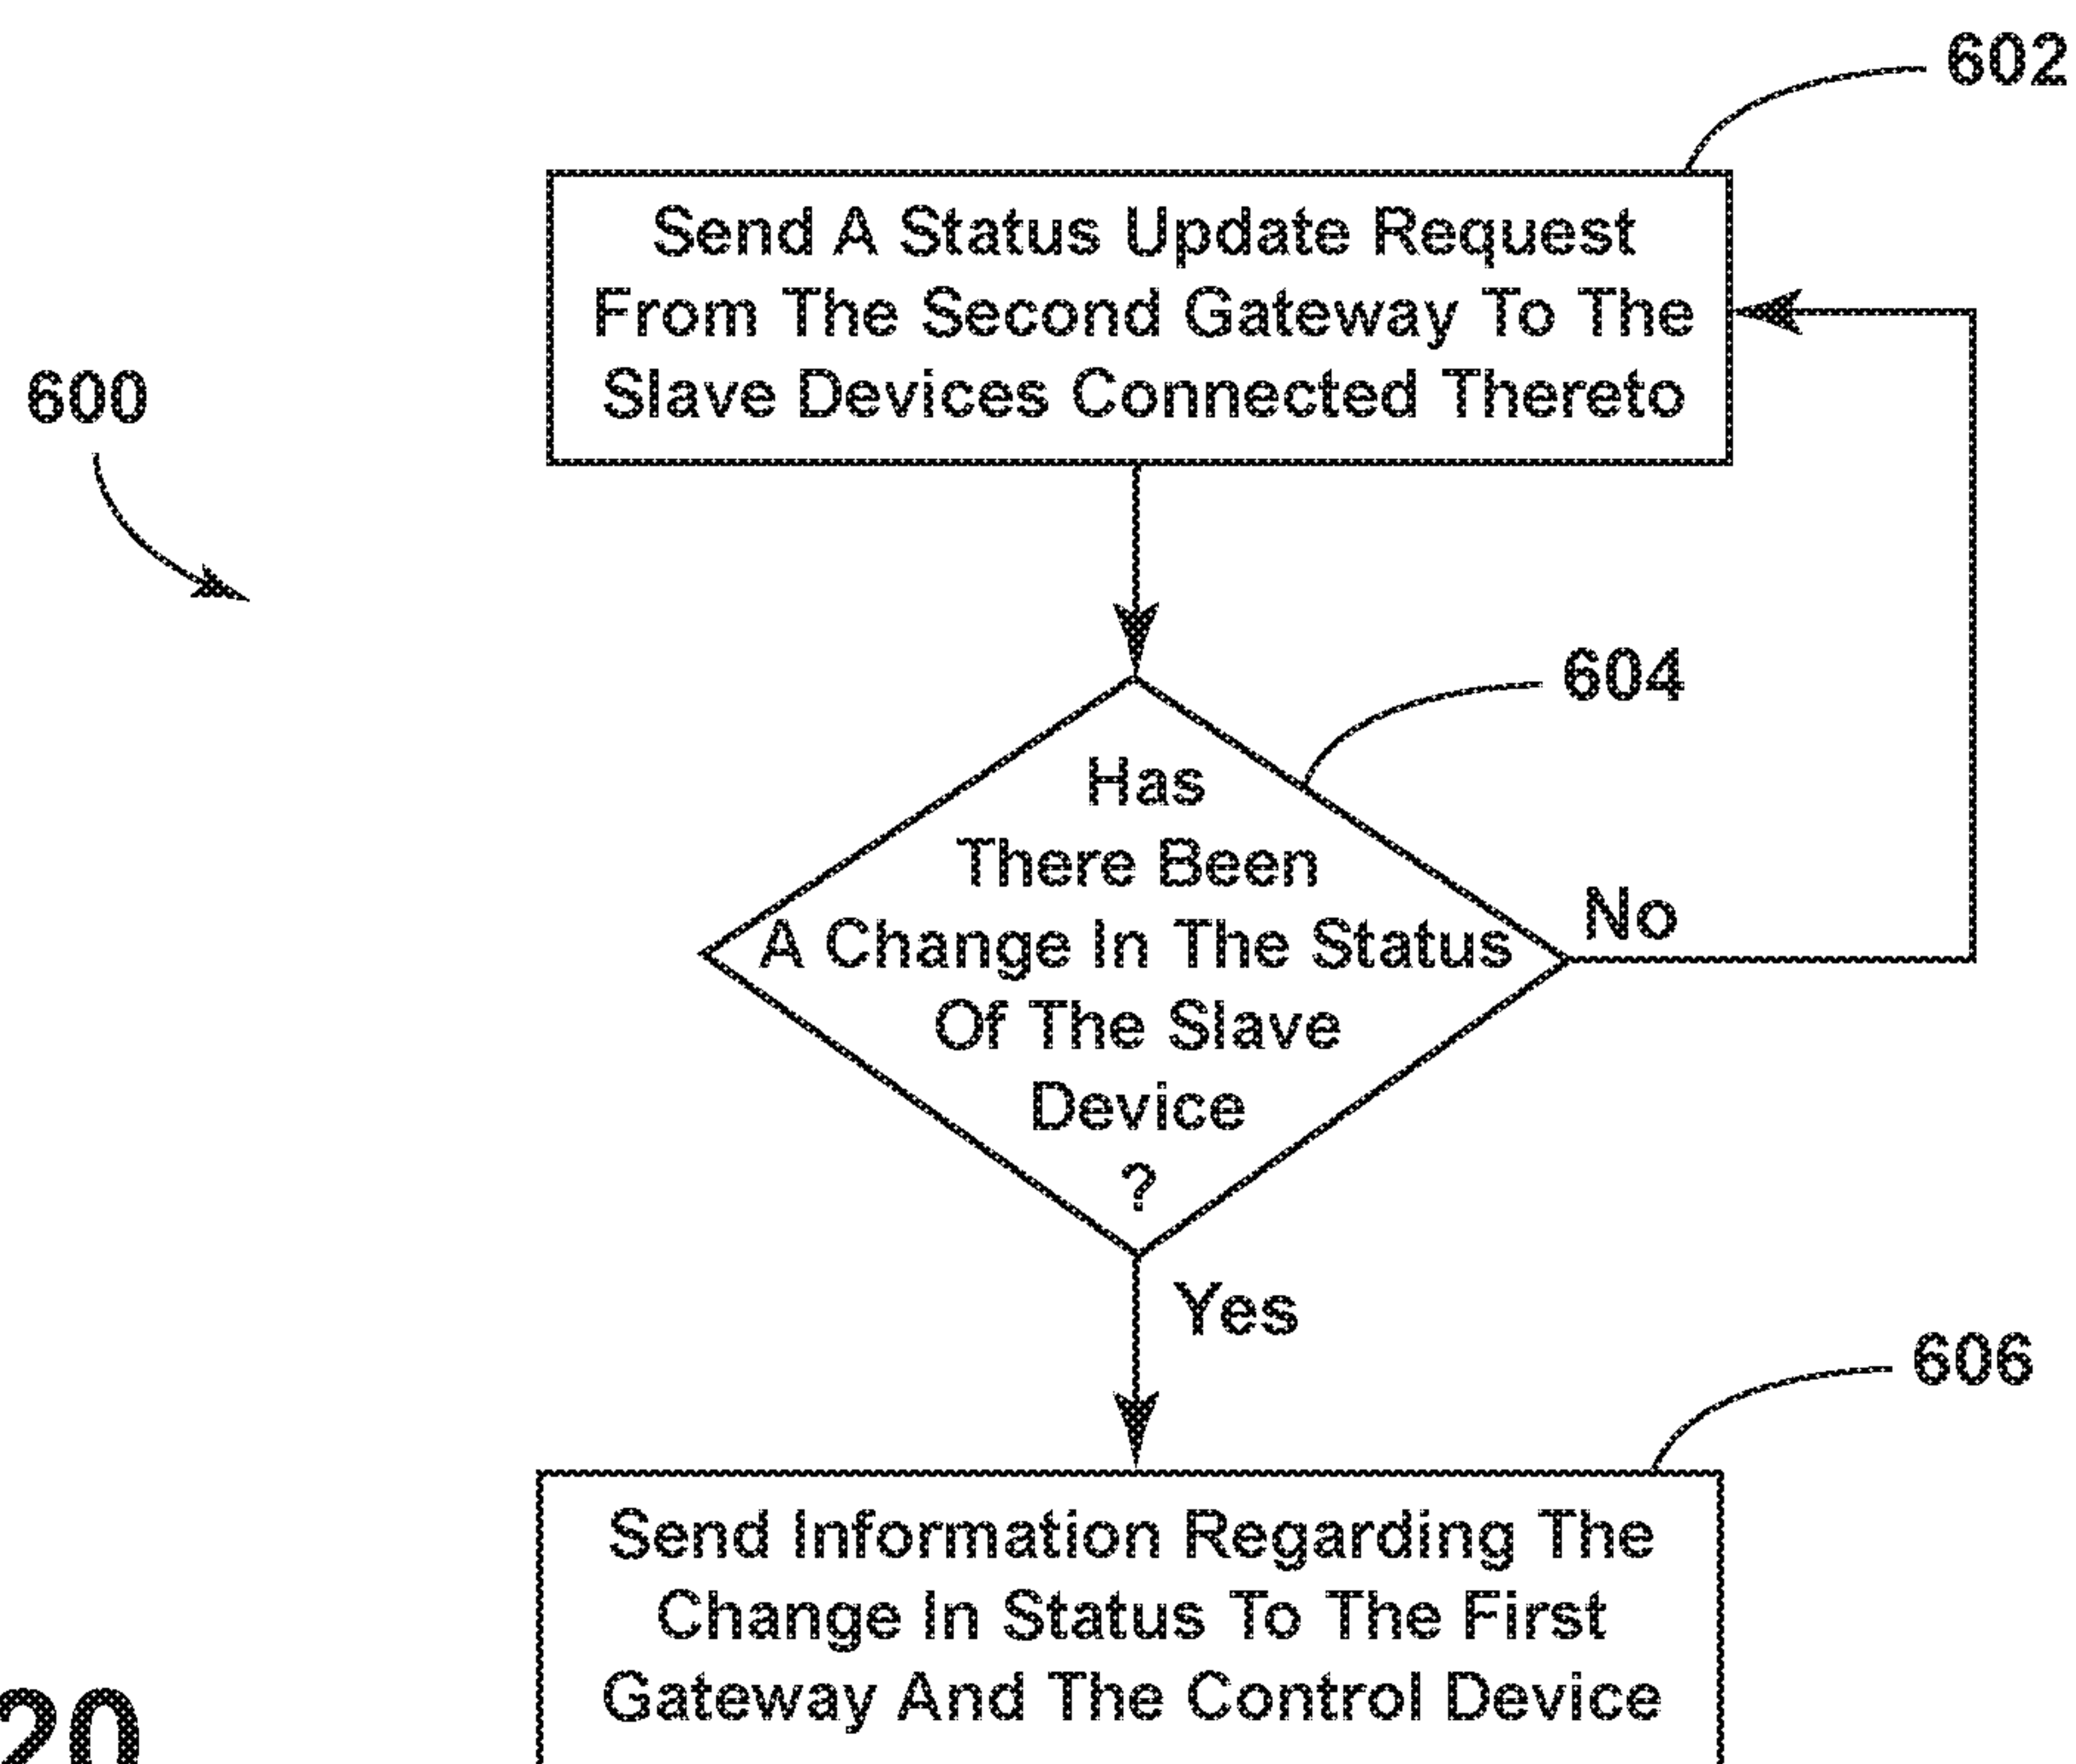 602
Send A Status Update Request
From The Second Gateway To The
Slave Devices Connected Thereto
600
604
Has
There Been
A Change In The Status
Of The Slave
Device
?
No
Yes
606
Send Information Regarding The
Change In Status To The First
Gateway And The Control Device
20